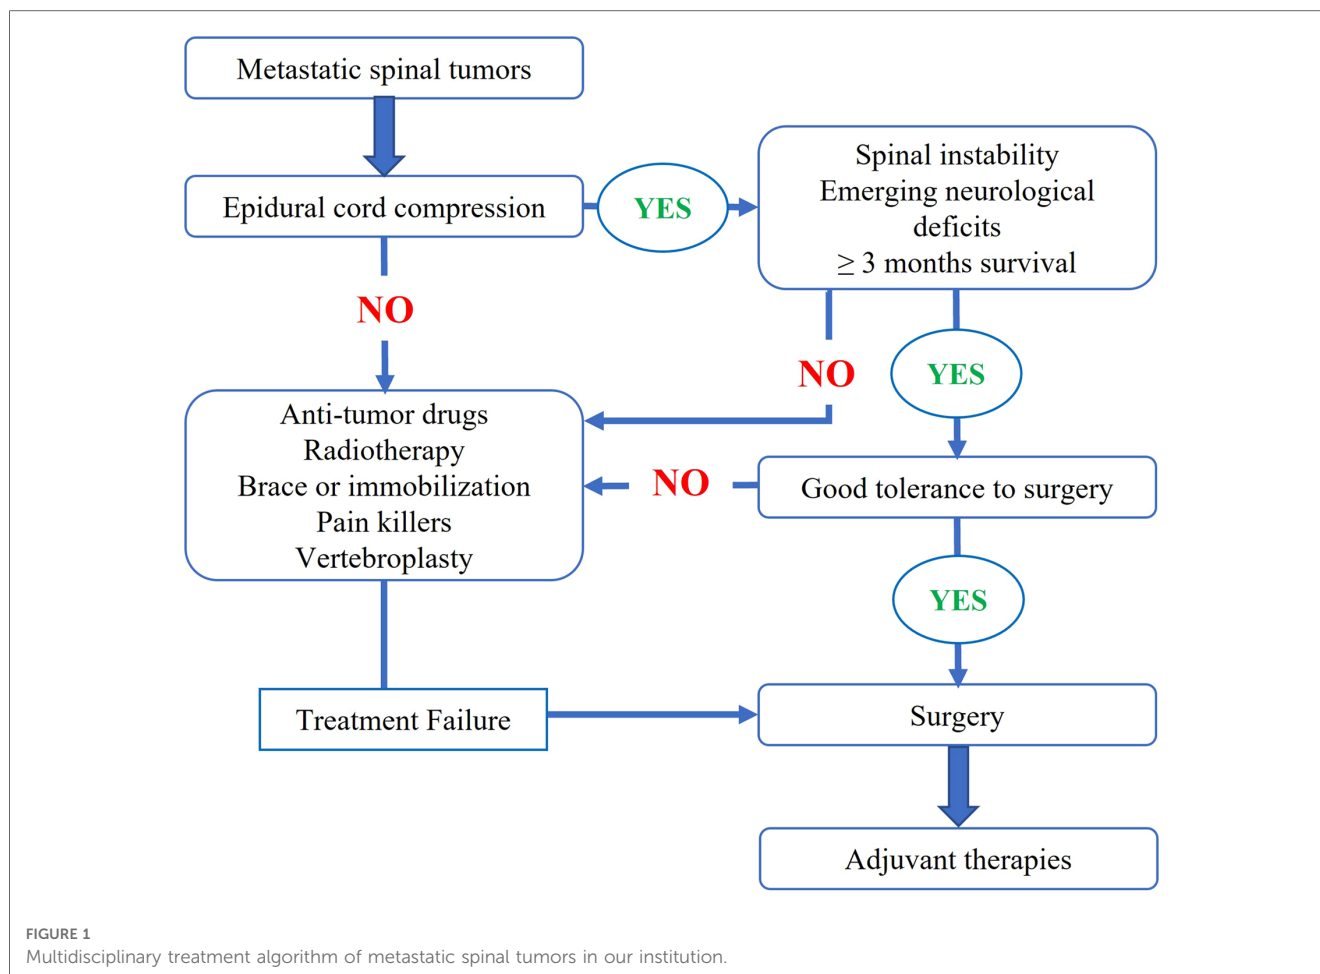 Metastatic spinal tumors
Epidural cord compression
YES
Spinal instability
Emerging neurological
deficits
≥ 3 months survival
NO
NO
YES
Anti-tumor drugs
Radiotherapy
Brace or immobilization
Pain killers
Vertebroplasty
NO
Good tolerance to surgery
YES
Treatment Failure
Surgery
Adjuvant therapies
FIGURE 1
Multidisciplinary treatment algorithm of metastatic spinal tumors in our institution.